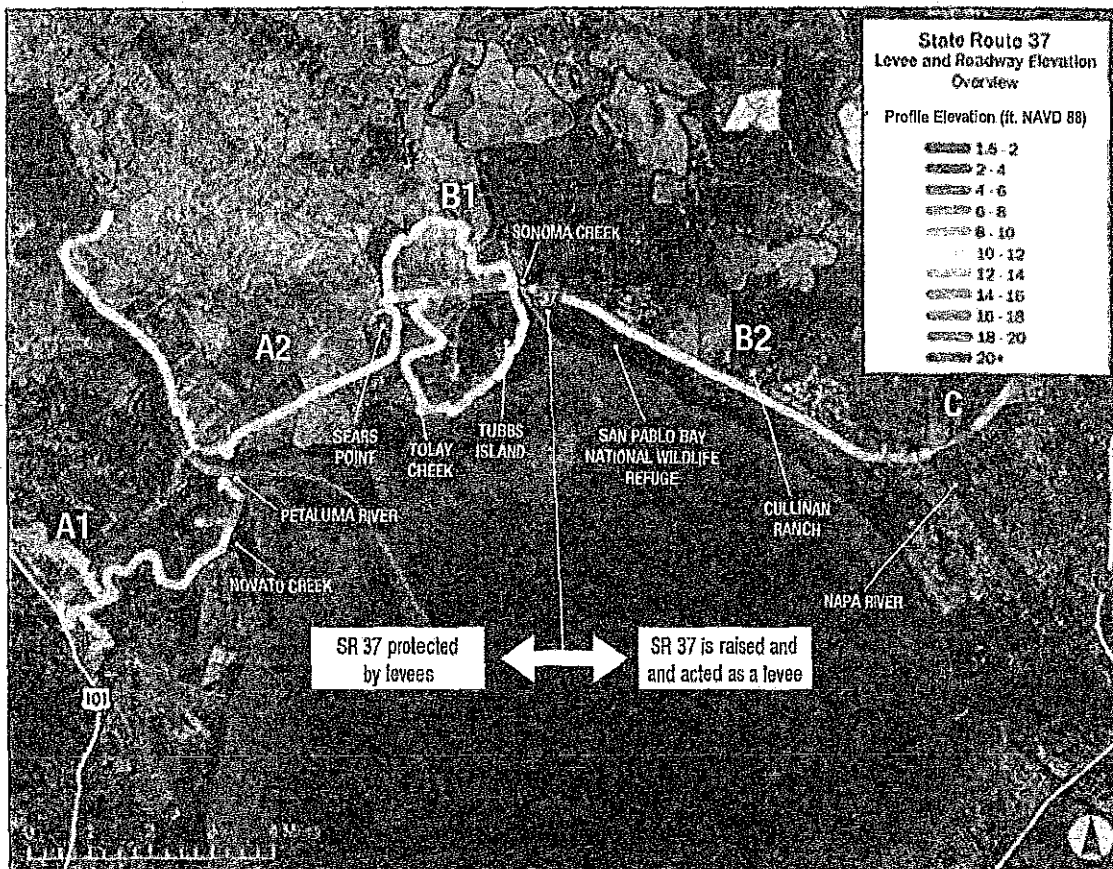 State Route 37
Levee and Roadway Elevation
Overview
Profile Elevation (ft. NAVD 88)
1.5 - 2
2 - 4
4 - 6
6 - 8
8 - 10
10 - 12
12 - 14
14 - 16
16 - 18
18 - 20
20+
B1
SONOMA CREEK
37
A2
B2
C
SEARS
POINT
TOLAY
CREEK
TUBBS
ISLAND
SAN PABLO BAY
NATIONAL WILDLIFE
REFUGE
CULLINAN
RANCH
PETALUMA RIVER
A1
NOVATO CREEK
NAPA RIVER
SR 37 protected
by levees
SR 37 is raised and
and acted as a levee
101
A